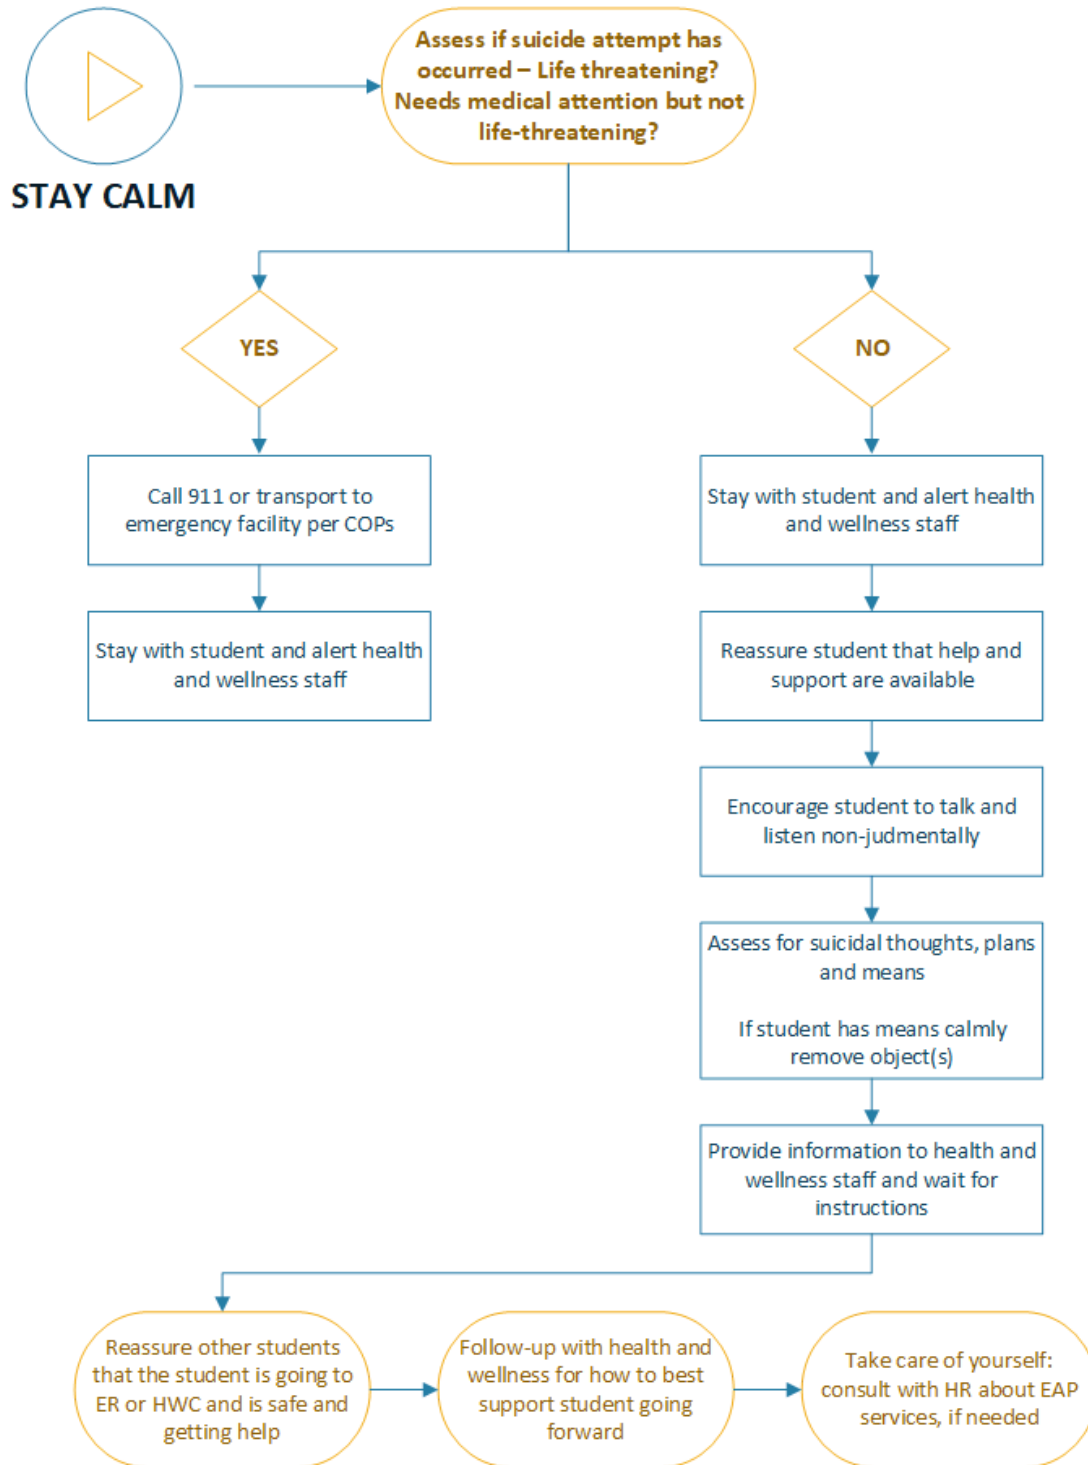 STAY CALM
Assess if suicide attempt has
occurred – Life threatening?
Needs medical attention but not
life-threatening?
YES
NO
Call 911 or transport to
emergency facility per COPs
Stay with student and alert health
and wellness staff
Stay with student and alert health
and wellness staff
Reassure student that help and
support are available
Encourage student to talk and
listen non-judmentally
Assess for suicidal thoughts, plans
and means
If student has means calmly
remove object(s)
Provide information to health and
wellness staff and wait for
instructions
Reassure other students
that the student is going to
ER or HWC and is safe and
getting help
Follow-up with health and
wellness for how to best
support student going
forward
Take care of yourself:
consult with HR about EAP
services, if needed